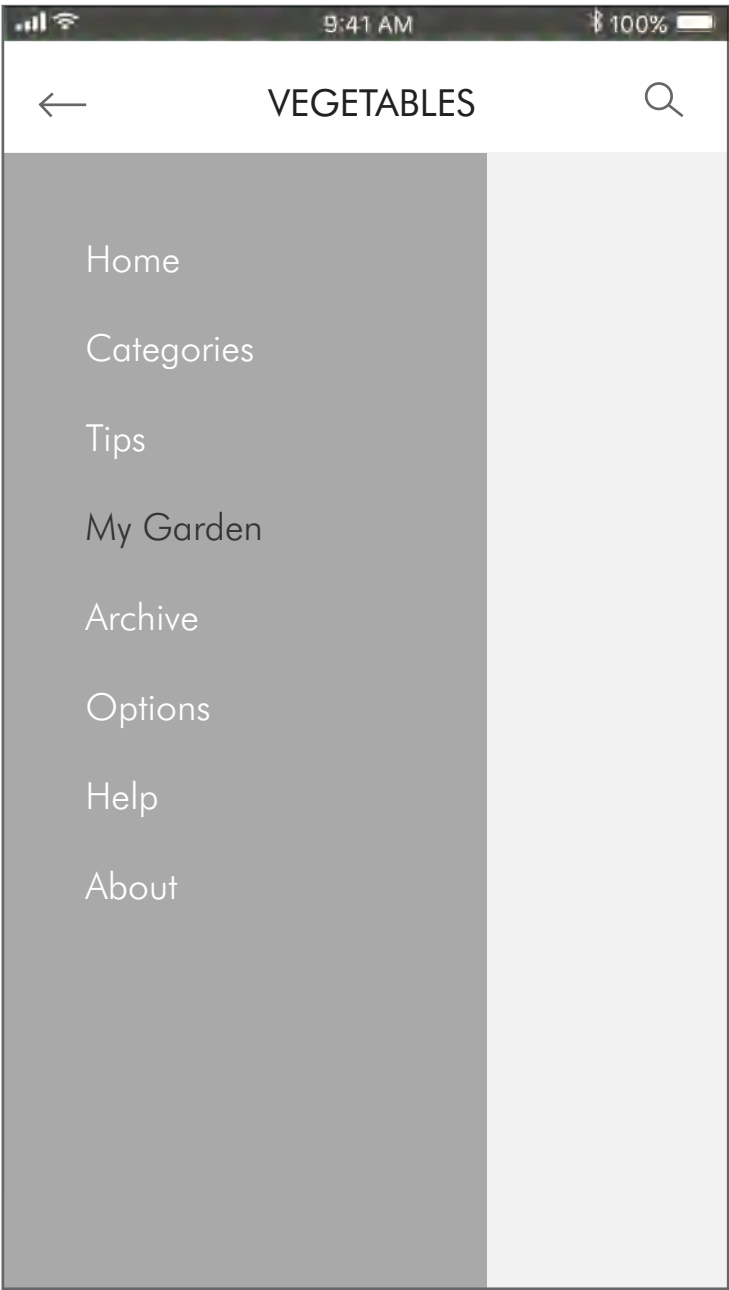 9:41 AM 100%
VEGETABLES
Home
Categories
Tips
My Garden
Archive
Options
Help
About